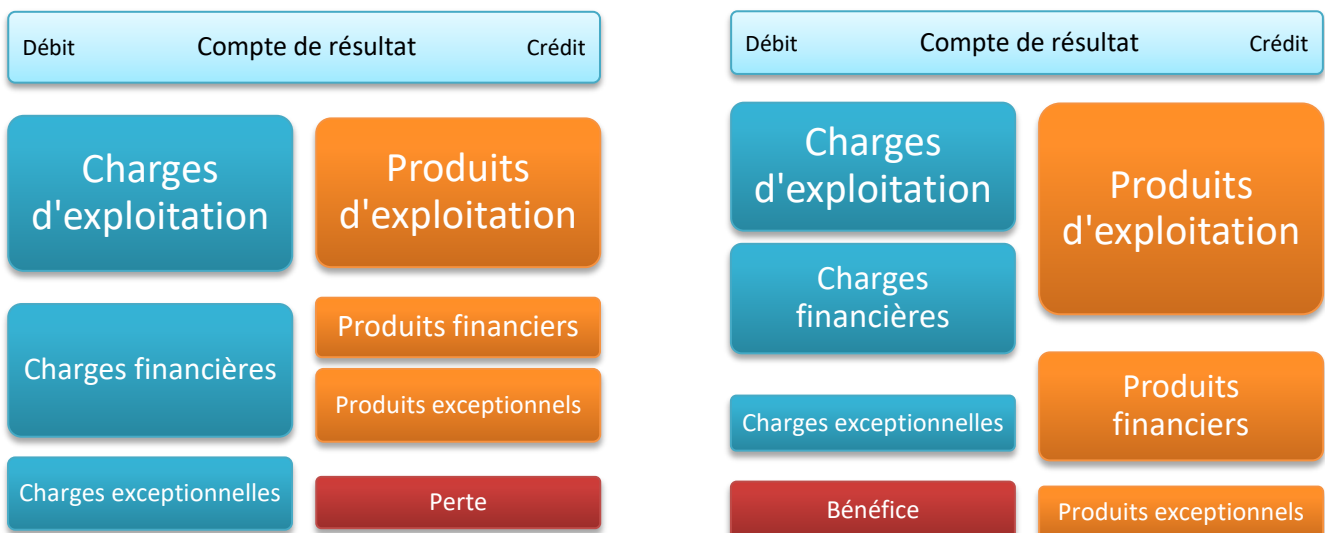 Débit Compte de résultat Crédit
Charges
d'exploitation
Produits
d'exploitation
Charges financières
Produits financiers
Produits exceptionnels
Charges exceptionnelles
Perte
Débit Compte de résultat Crédit
Charges
d'exploitation
Produits
d'exploitation
Charges
financières
Produits
financiers
Charges exceptionnelles
Bénéfice
Produits exceptionnels